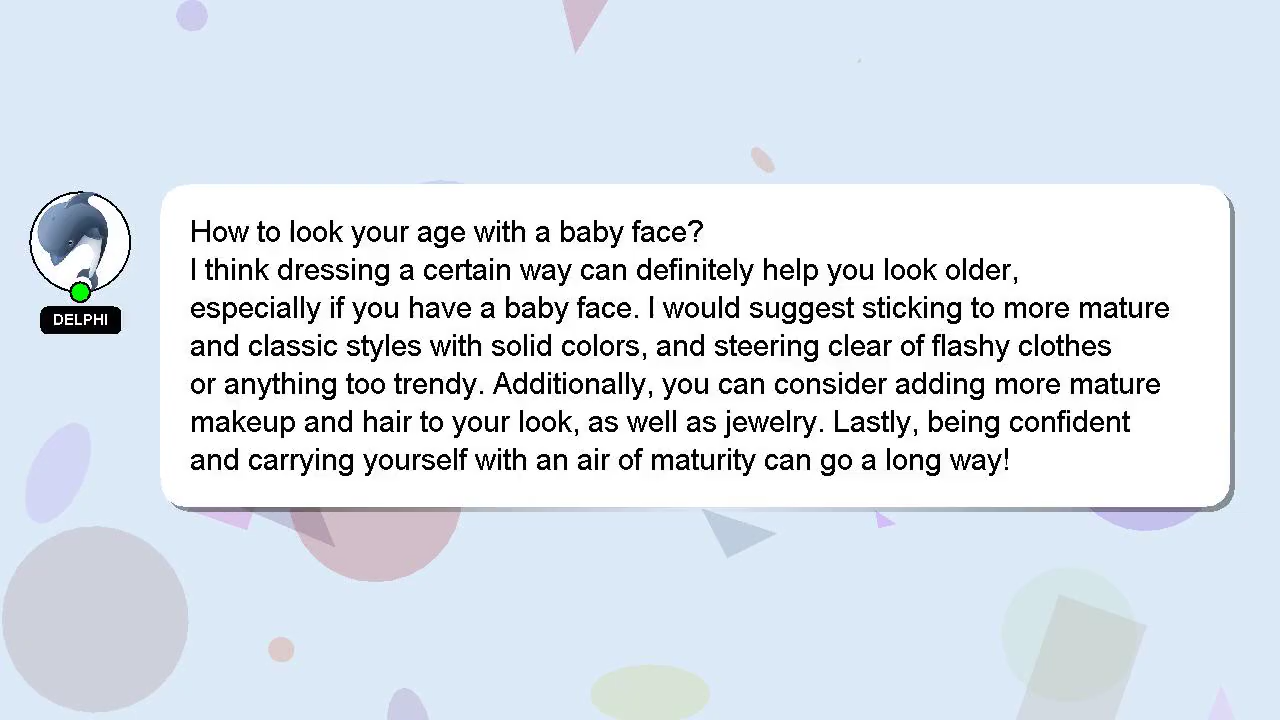 How to look your age with a baby face?
I think dressing a certain way can definitely help you look older,
especially if you have a baby face. I would suggest sticking to more mature
and classic styles with solid colors, and steering clear of flashy clothes
or anything too trendy. Additionally, you can consider adding more mature
makeup and hair to your look, as well as jewelry. Lastly, being confident
and carrying yourself with an air of maturity can go a long way!
DELPHI